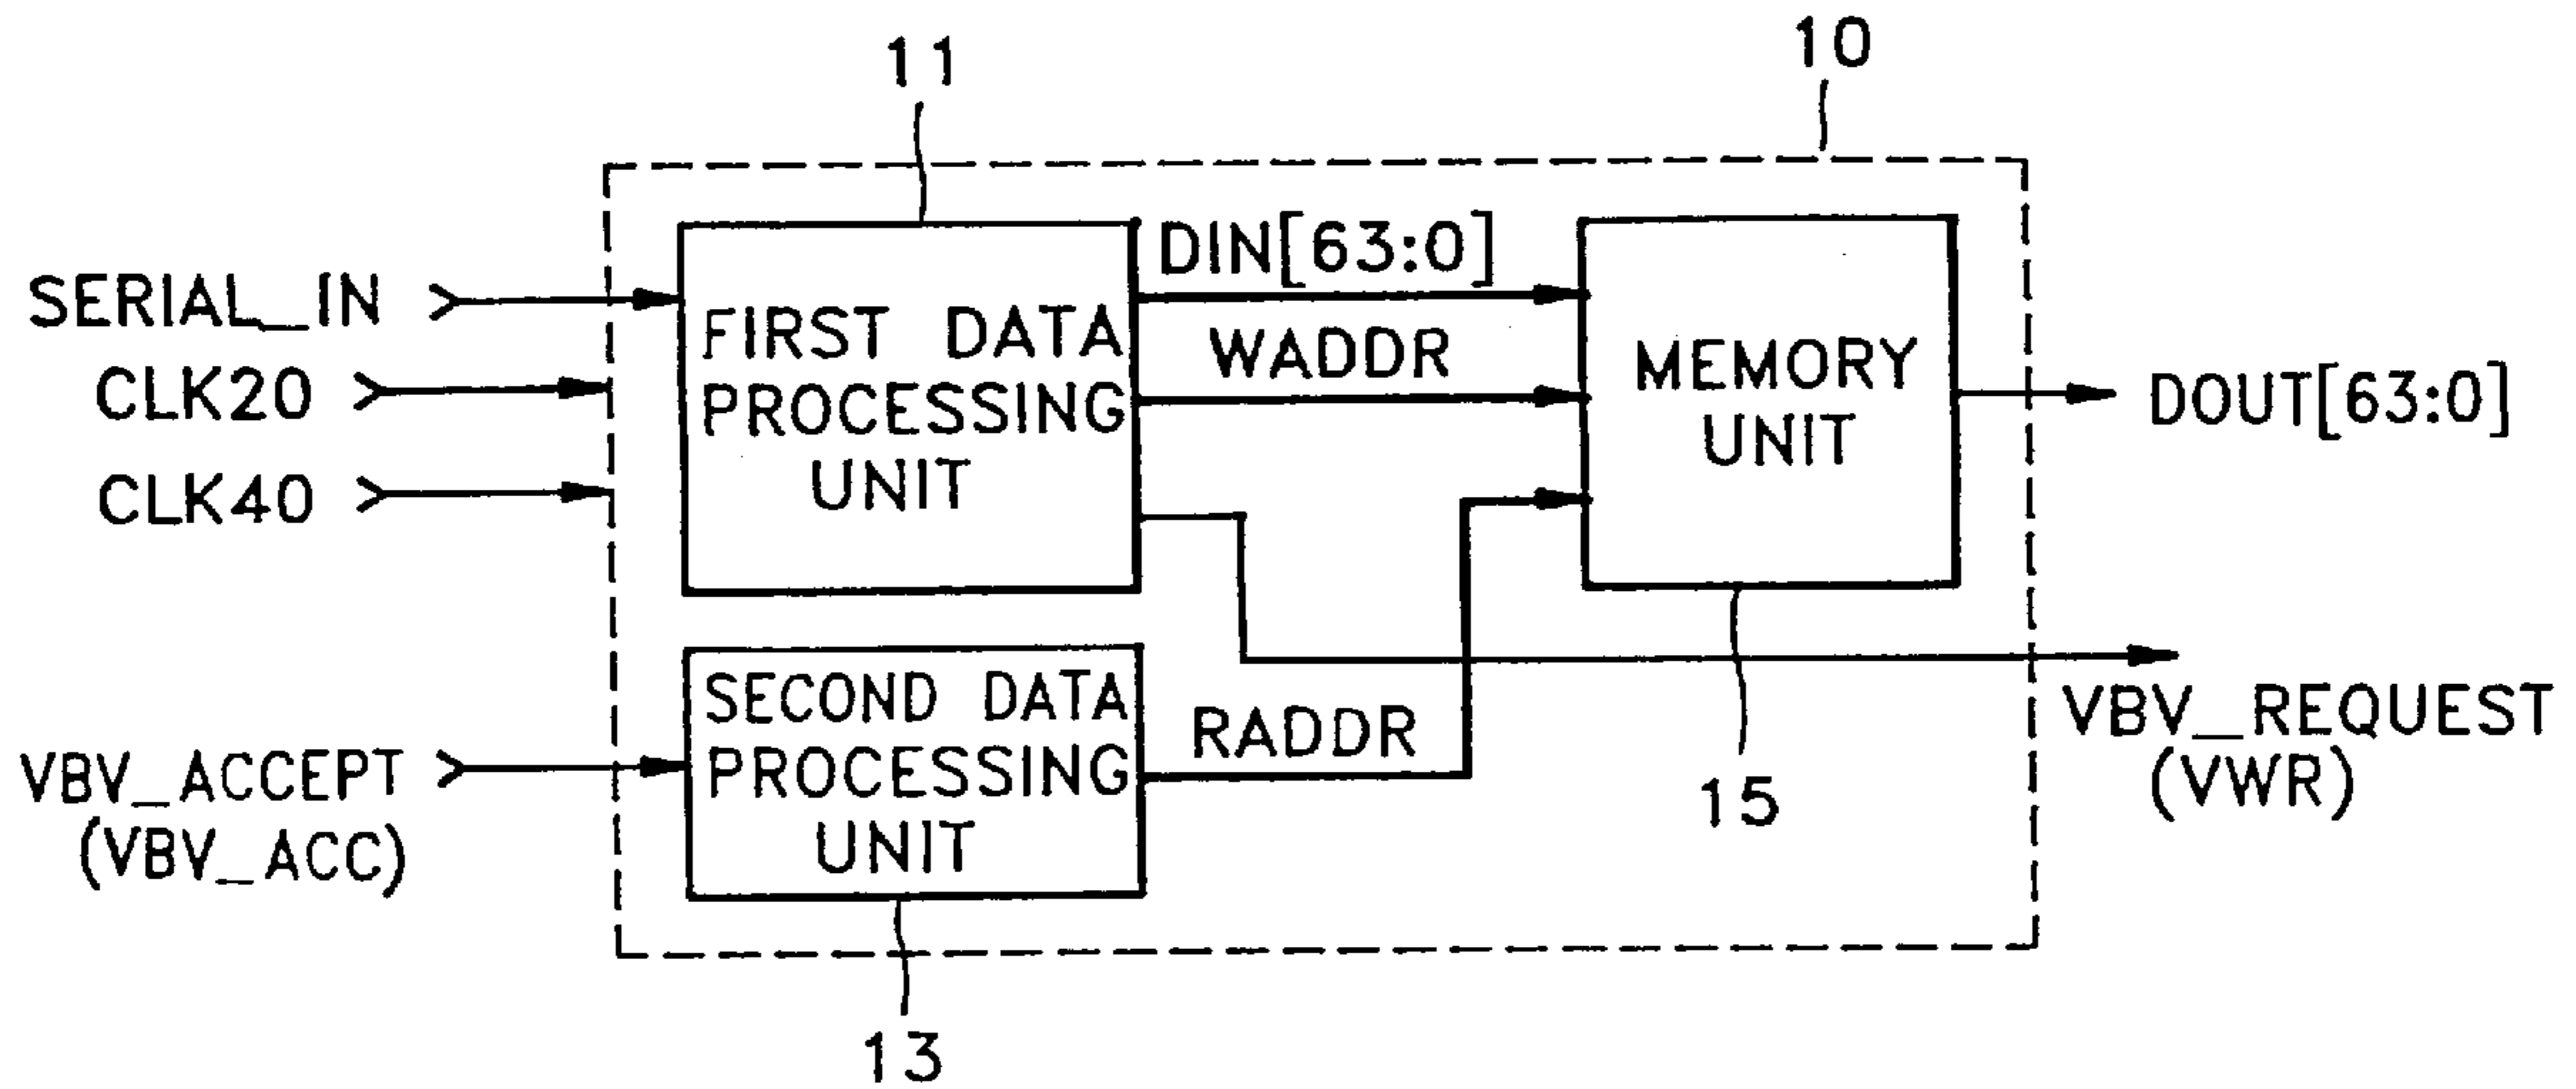 10
11
DIN[63:0]
SERIAL_IN
FIRST DATA
PROCESSING
UNIT
WADDR
MEMORY
UNIT
CLK20
DOUT[63:0]
CLK40
SECOND DATA
PROCESSING
UNIT
RADDR
VBV_REQUEST
(VWR)
VBV_ACCEPT
(VBV_ACC)
15
13